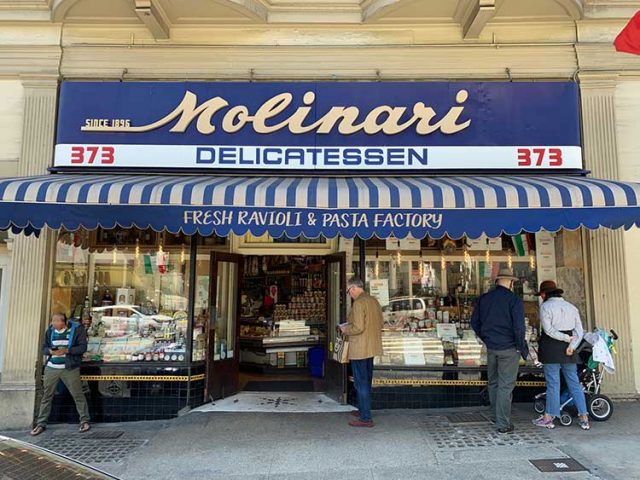 SINCE 1896 Molinari
373 DELICATESSEN 373
FRESH RAVIOLI & PASTA FACTORY